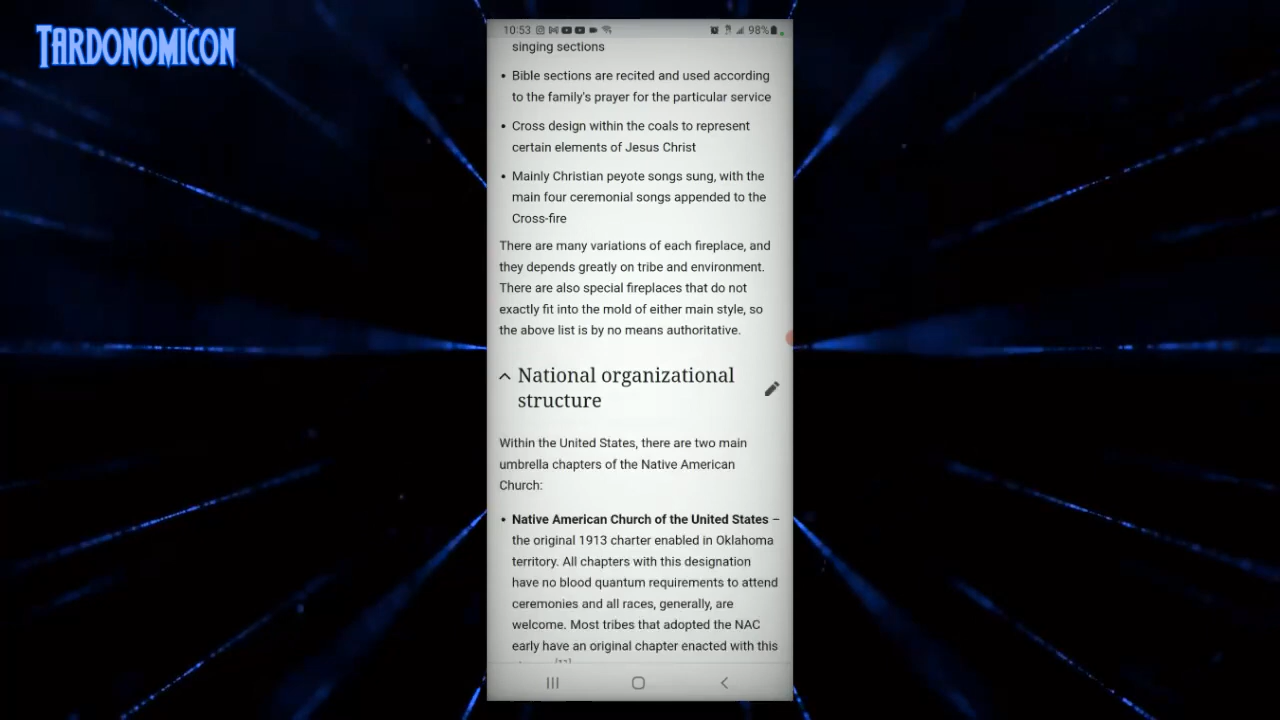 TARDONOMICON
10:53
98%
singing sections
• Bible sections are recited and used according
to the family's prayer for the particular service
• Cross design within the coals to represent
certain elements of Jesus Christ
• Mainly Christian peyote songs sung, with the
main four ceremonial songs appended to the
Cross-fire
There are many variations of each fireplace, and
they depends greatly on tribe and environment.
There are also special fireplaces that do not
exactly fit into the mold of either main style, so
the above list is by no means authoritative.
National organizational
structure
Within the United States, there are two main
umbrella chapters of the Native American
Church:
• Native American Church of the United States –
the original 1913 charter enabled in Oklahoma
territory. All chapters with this designation
have no blood quantum requirements to attend
ceremonies and all races, generally, are
welcome. Most tribes that adopted the NAC
early have an original chapter enacted with this